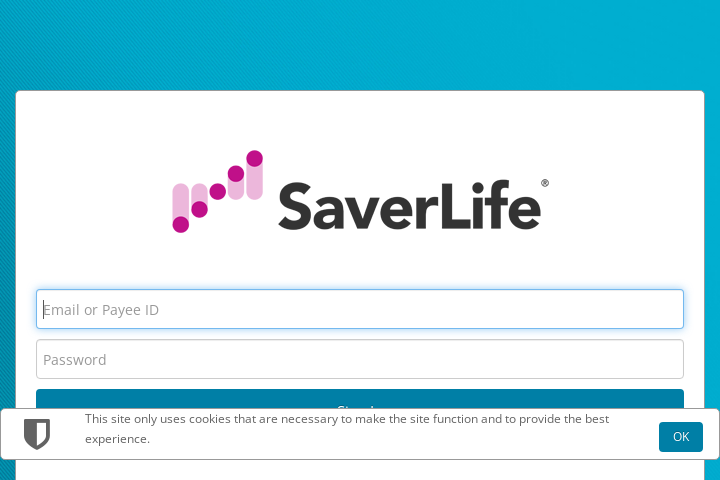 SaverLife®
Email or Payee ID
Password
This site only uses cookies that are necessary to make the site function and to provide the best
experience.
OK